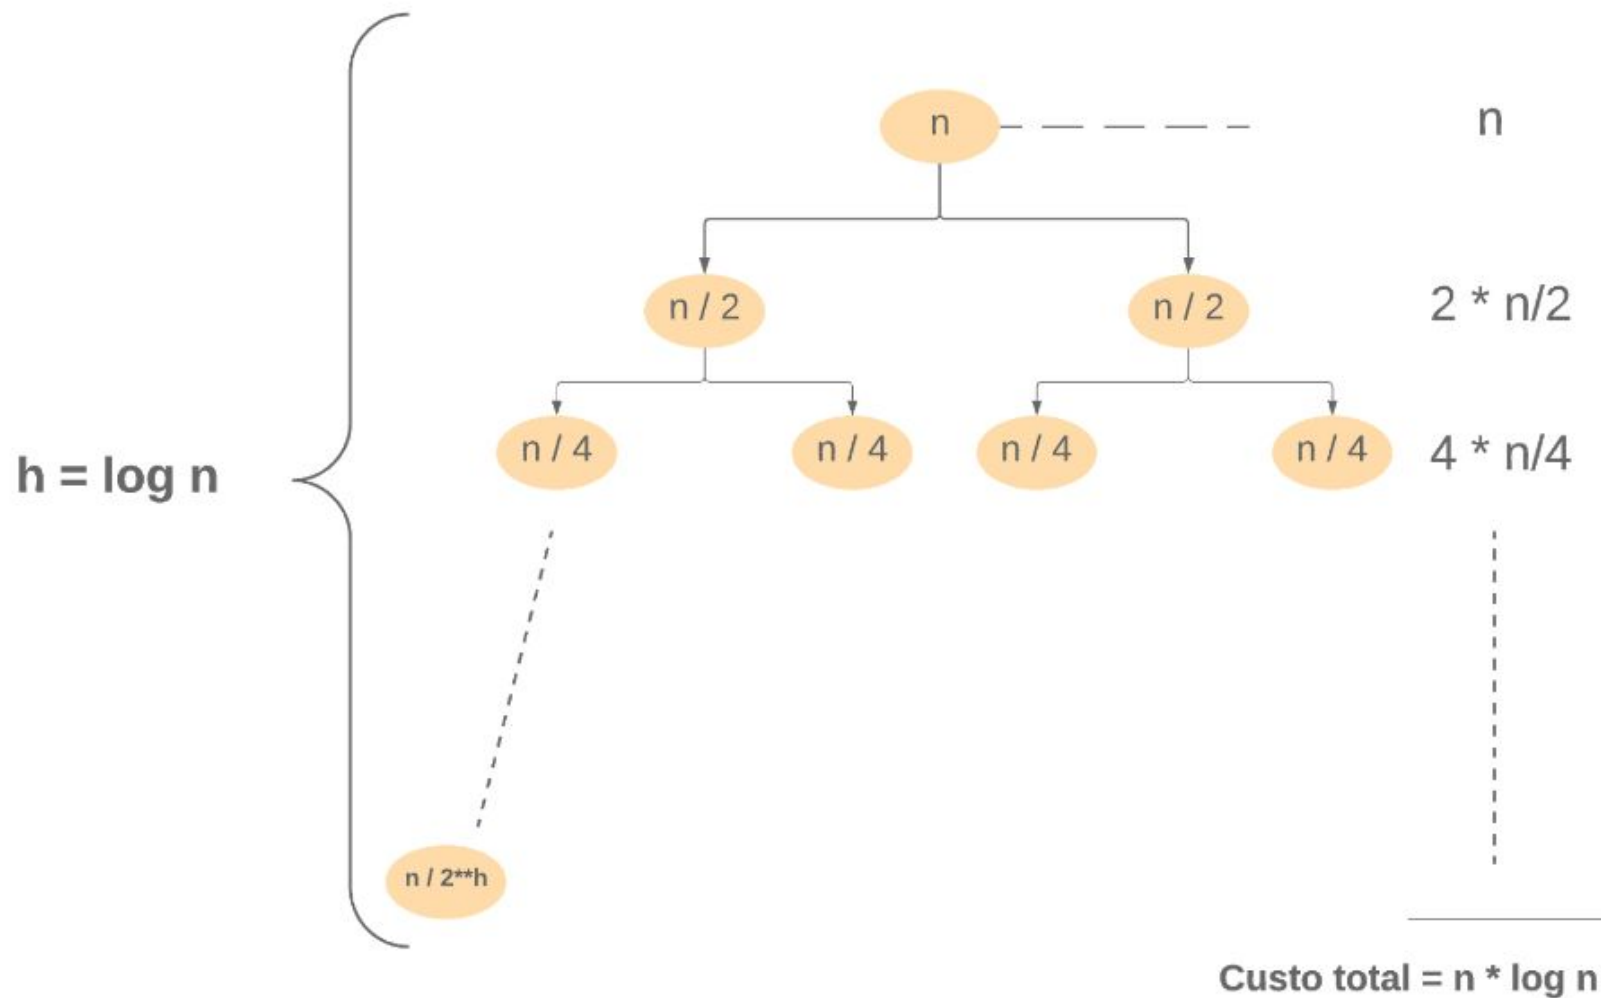 n
n
n / 2
n / 2
2 * n/2
n / 4
n / 4
n / 4
n / 4
4 * n/4
h = log n
n / 2**h
Custo total = n * log n